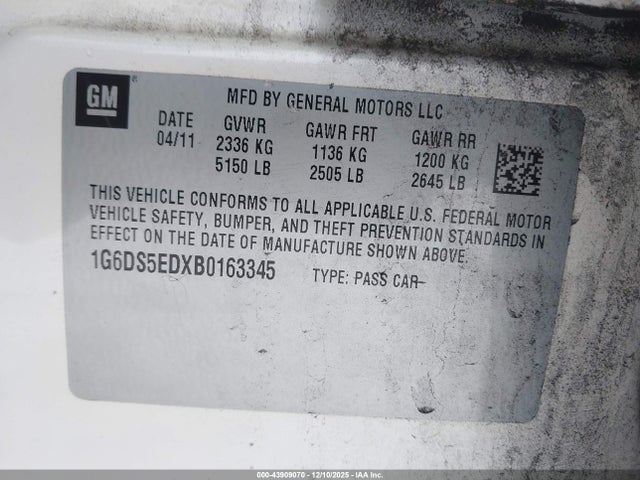 GM
MFD BY GENERAL MOTORS LLC
DATE GVWR GAWR FRT GAWR RR
04/11 2336 KG 1136 KG 1200 KG
5150 LB 2505 LB 2645 LB
THIS VEHICLE CONFORMS TO ALL APPLICABLE U.S. FEDERAL MOTOR
VEHICLE SAFETY, BUMPER, AND THEFT PREVENTION STANDARDS IN
EFFECT ON THE DATE OF MANUFACTURE SHOWN ABOVE.
1G6DS5EDXB0163345 TYPE: PASS CAR
000-43909070 - 12/10/2025 - IAA Inc.